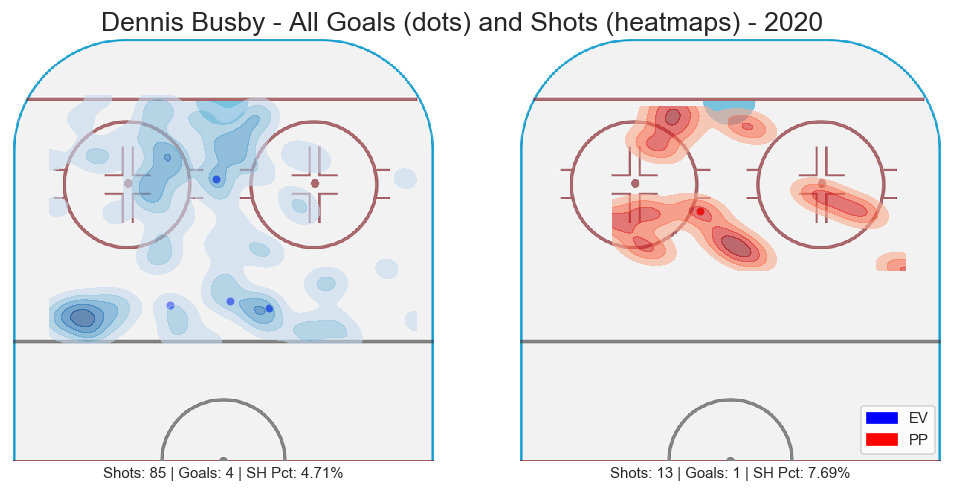 Dennis Busby - All Goals (dots) and Shots (heatmaps) - 2020
EV
PP
Shots: 85 | Goals: 4 | SH Pct: 4.71%
Shots: 13 | Goals: 1 | SH Pct: 7.69%